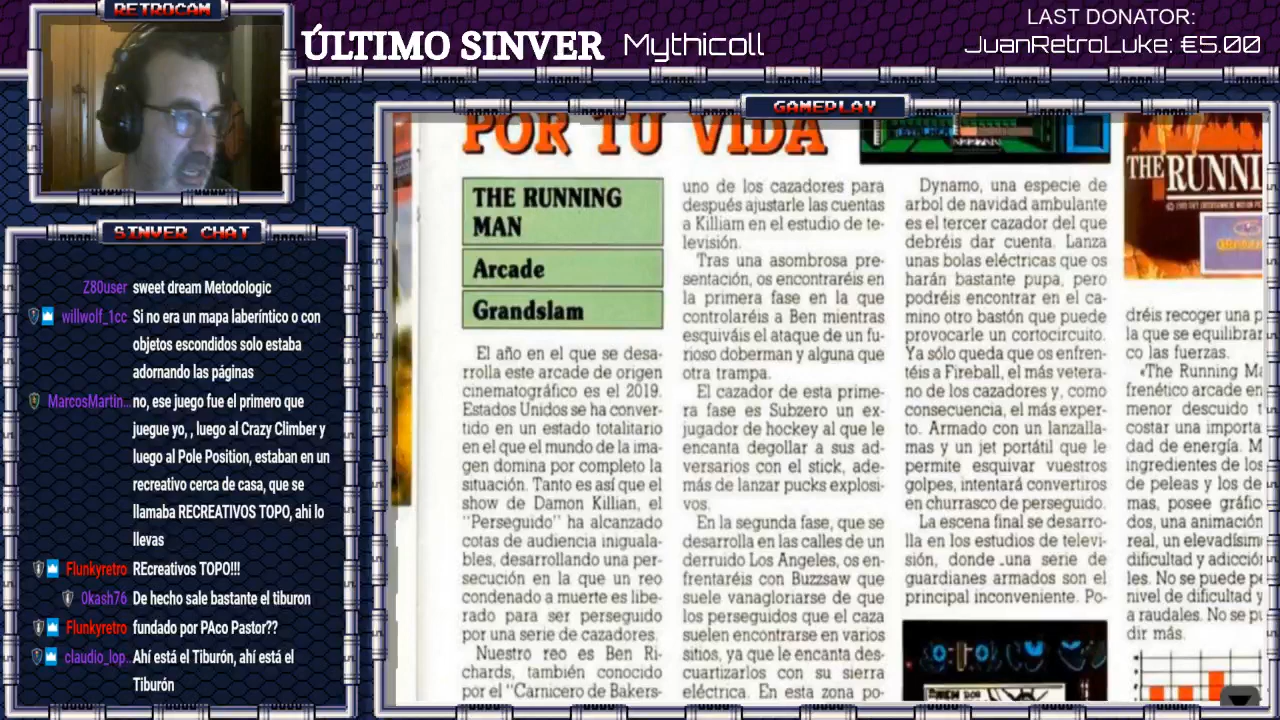 RETROCAM
ÚLTIMO SINVER Mythicoll
LAST DONATOR:
JuanRetroLuke: €5.00
GAMEPLAY
SINVER CHAT
Z80user sweet dream Metodologic
willwolf_1cc Si no era un mapa laberíntico o con
objetos escondidos solo estaba
adornando las páginas
MarcosMartin.. no, ese juego fue el primero que
juegue yo, , luego al Crazy Climber y
luego al Pole Position, estaban en un
recreativo cerca de casa, que se
llamaba RECREATIVOS TOPO, ahi lo
llevas
Flunkyretro REcreativos TOPO!!!
0kash76 De hecho sale bastante el tiburon
Flunkyretro fundado por PAco Pastor??
claudio_lop.. Ahí está el Tiburón, ahí está el
Tiburón
POR TU VIDA
THE RUNNING
MAN
Arcade
Grandslam
El año en el que se desa-
rrolla este arcade de origen
cinematográfico es el 2019.
Estados Unidos se ha conver-
tido en un estado totalitario
en el que el mundo de la ima-
gen domina por completo la
situación. Tanto es así que el
show de Damon Killian, el
"Perseguido" ha alcanzado
cotas de audiencia iniguala-
bles, desarrollando una per-
secución en la que un reo
condenado a muerte es libe-
rado para ser perseguido
por una serie de cazadores.
Nuestro reo es Ben Ri-
chards, también conocido
por el "Carnicero de Bakers-
uno de los cazadores para
después ajustarle las cuentas
a Killiam en el estudio de te-
levisión.
Tras una asombrosa pre-
sentación, os encontraréis en
la primera fase en la que
controlaréis a Ben mientras
esquiváis el ataque de un fu-
rioso doberman y alguna que
otra trampa.
El cazador de esta prime-
ra fase es Subzero un ex-
jugador de hockey al que le
encanta degollar a sus ad-
versarios con el stick, ade-
más de lanzar pucks explosi-
vos.
En la segunda fase, que se
desarrolla en las calles de un
derruido Los Angeles, os en-
frentaréis con Buzzsaw que
suele vanagloriarse de que
los perseguidos que el caza
suelen encontrarse en varios
sitios, ya que le encanta des-
cuartizarlos con su sierra
eléctrica. En esta zona po-
Dynamo, una especie de
arbol de navidad ambulante
es el tercer cazador del que
debréis dar cuenta. Lanza
unas bolas eléctricas que os
harán bastante pupa, pero
podréis encontrar en el ca-
mino otro bastón que puede
provocarle un cortocircuito.
Ya sólo queda que os enfren-
téis a Fireball, el más vetera-
no de los cazadores y, como
consecuencia, el más exper-
to. Armado con un lanzalla-
mas y un jet portátil que le
permite esquivar vuestros
golpes, intentará convertiros
en churrasco de perseguido.
La escena final se desarro-
lla en los estudios de televi-
sión, donde una serie de
guardianes armados son el
principal inconveniente. Po-
THE RUNNI
dréis recoger una p
la que se equilibrar
co las fuerzas.
«The Running Ma
frenético arcade en
menor descuido t
costar una importa
dad de energía. M
ingredientes de los
de peleas y los de
mas, posee gráfic
dos, una animación
real, un elevadísim
dificultad y adicció
les. No se puede pe
nivel de dificultad y
a raudales. No se pu
dir más.